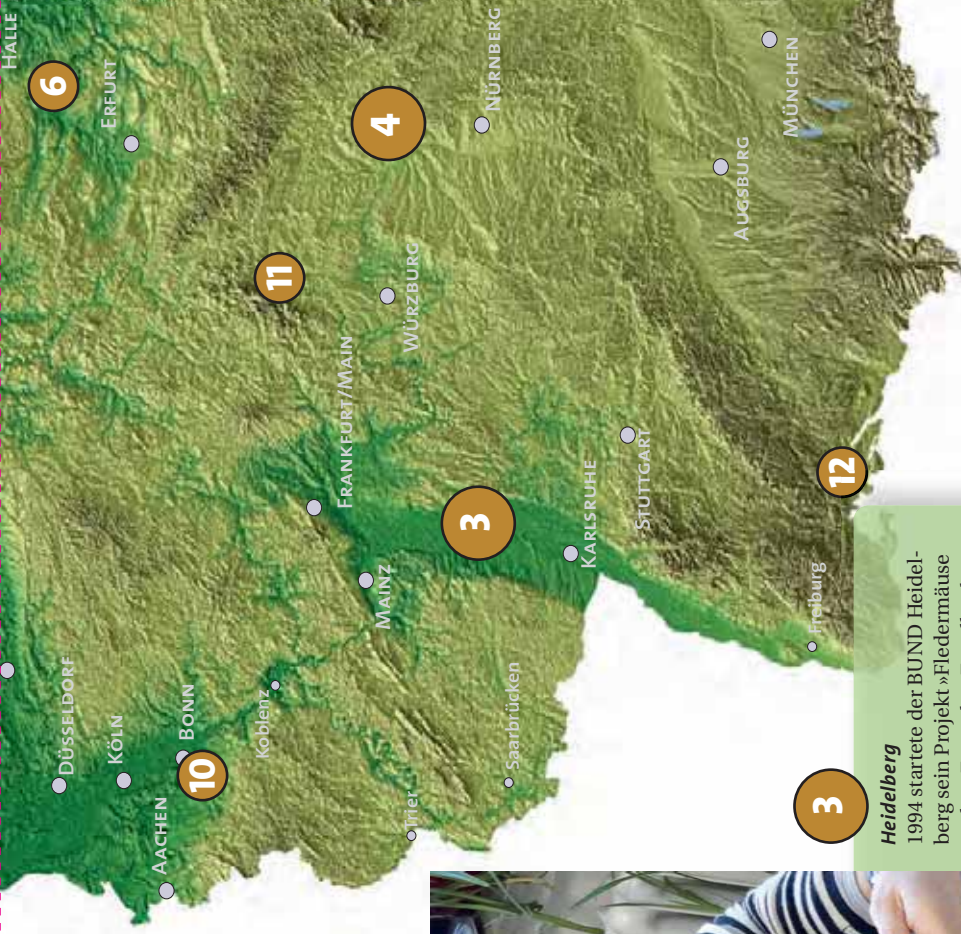 HALLE
6
ERFURT
4
NÜRNBERG
MÜNCHEN
AUGSBURG
11
WÜRZBURG
FRANKFURT/MAIN
3
STUTTGART
KARLSRUHE
12
MAINZ
Freiburg
DÜSSELDORF
KÖLN
BONN
10
Koblenz
AACHEN
Trier
Saarbrücken
3
Heidelberg
1994 startete der BUND Heidel-
berg sein Projekt »Fledermäuse